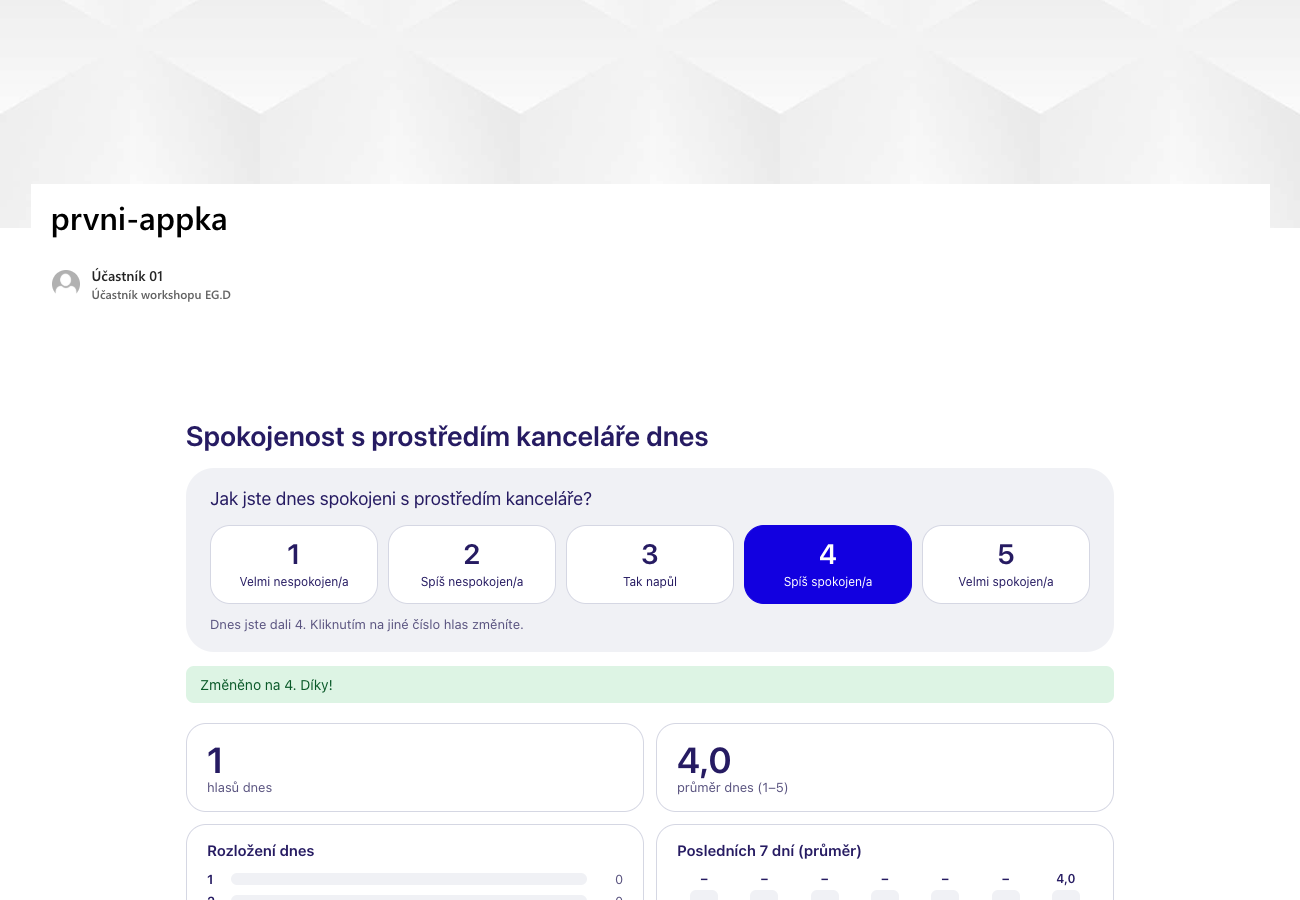 prvni-appka
Účastník 01
Účastník workshopu EG.D
Spokojenost s prostředím kanceláře dnes
Jak jste dnes spokojeni s prostředím kanceláře?
1
Velmi nespokojen/a
2
Spíš nespokojen/a
3
Tak napůl
4
Spíš spokojen/a
5
Velmi spokojen/a
Dnes jste dali 4. Kliknutím na jiné číslo hlas změníte.
Změněno na 4. Díky!
1
hlasů dnes
4,0
průměr dnes (1–5)
Rozložení dnes
1 0
Posledních 7 dní (průměr)
– – – – – – 4,0